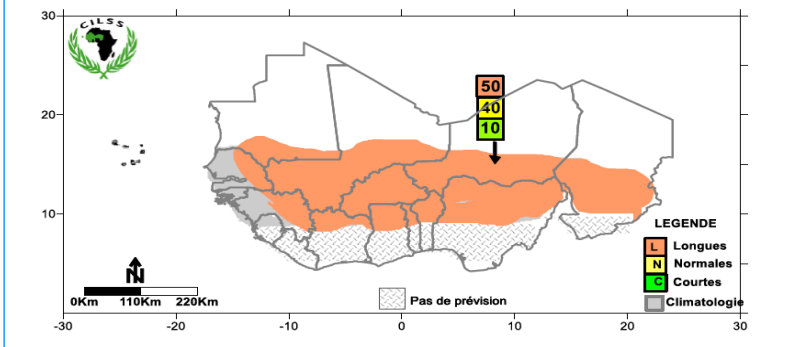 30
CILSS
20
10
50
40
10
LEGENDE
L Longues
N Normales
C Courtes
Climatologie
N
0Km 110Km 220Km
Pas de prévision
-30 -20 -10 0 10 20 30